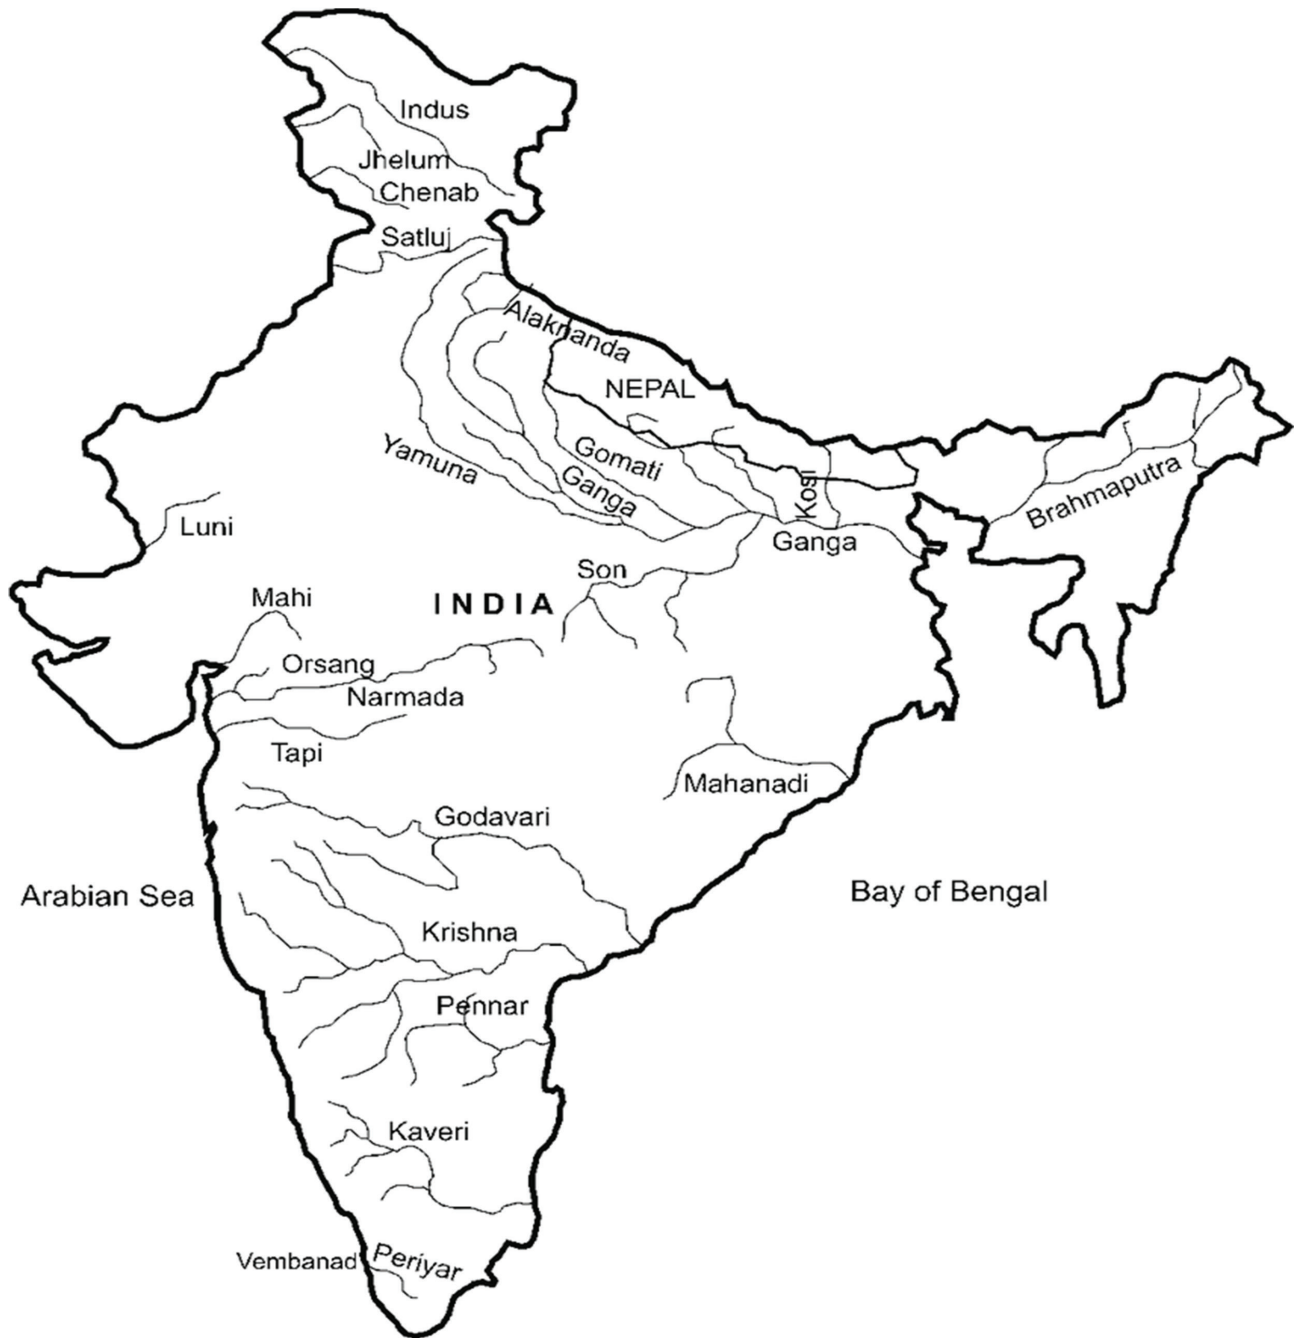 Indus
Jhelum
Chenab
Satluj
Alaknanda
NEPAL
Yamuna
Gomati
Ganga
Kosi
Brahmaputra
Luni
Ganga
Son
Mahi
INDIA
Orsang
Narmada
Tapi
Mahanadi
Godavari
Arabian Sea
Bay of Bengal
Krishna
Pennar
Kaveri
Vembanad
Periyar